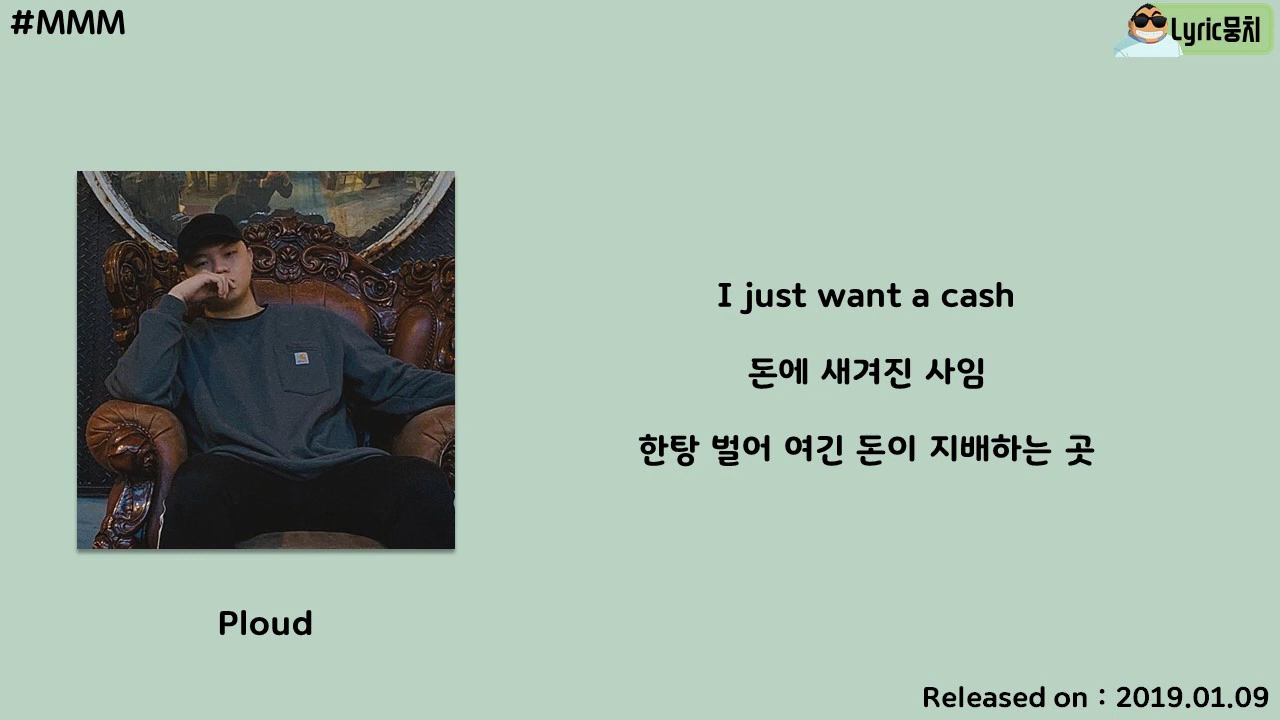 #MMM
Lyric뭉치
I just want a cash
돈에 새겨진 사임
한탕 벌어 여긴 돈이 지배하는 곳
Ploud
Released on : 2019.01.09